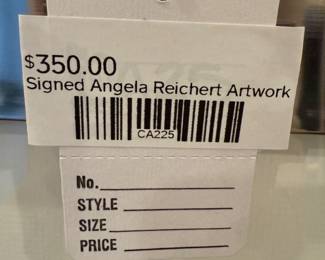 $350.00
Signed Angela Reichert Artwork
CA225
No.
STYLE
SIZE
PRICE